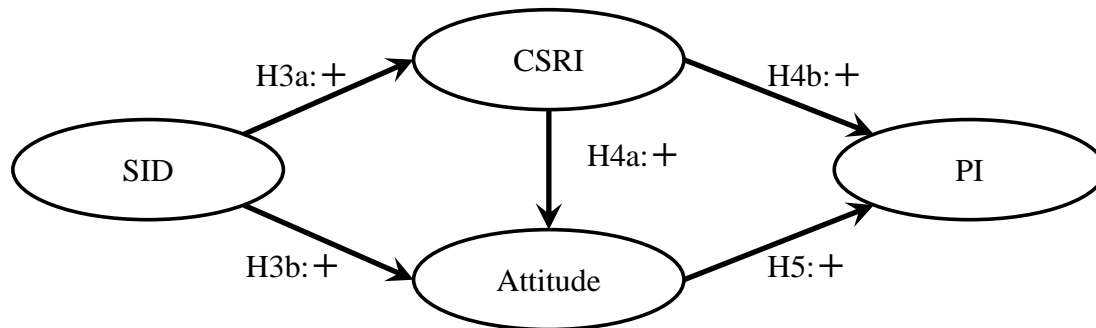 CSRI
H3a:+
H4b:+
SID
H4a:+
PI
H3b:+
Attitude
H5:+